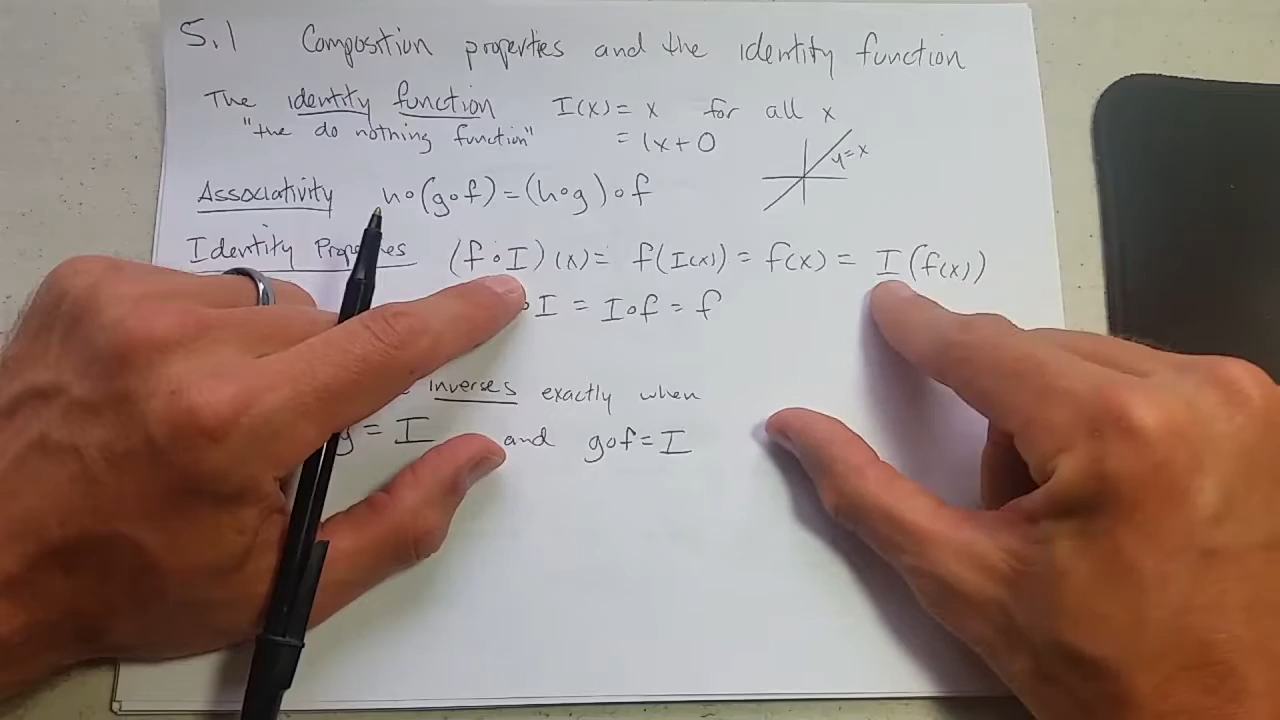 5.1 Composition properties and the identity function
The identity function I(x) = x for all x
"the do nothing function" = 1x + 0
y=x
Associativity h∘(g∘f) = (h∘g)∘f
Identity Properties (f∘I)(x) = f(I(x)) = f(x) = I(f(x))
∘I = I∘f = f
inverses exactly when
g = I and g∘f = I